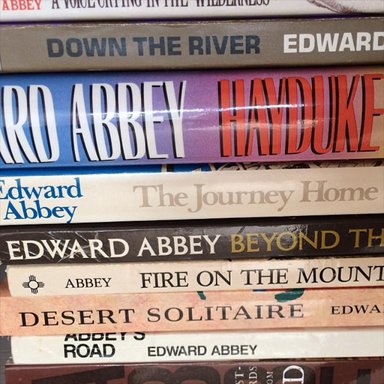 ABBEY A VOICE CRYING IN THE WILDERNESS
DOWN THE RIVER EDWARD
RD ABBEY HAYDUKE
Edward
Abbey
The Journey Home
EDWARD ABBEY BEYOND TH
ABBEY FIRE ON THE MOUNT
DESERT SOLITAIRE EDWA
ABBEY'S
ROAD EDWARD ABBEY